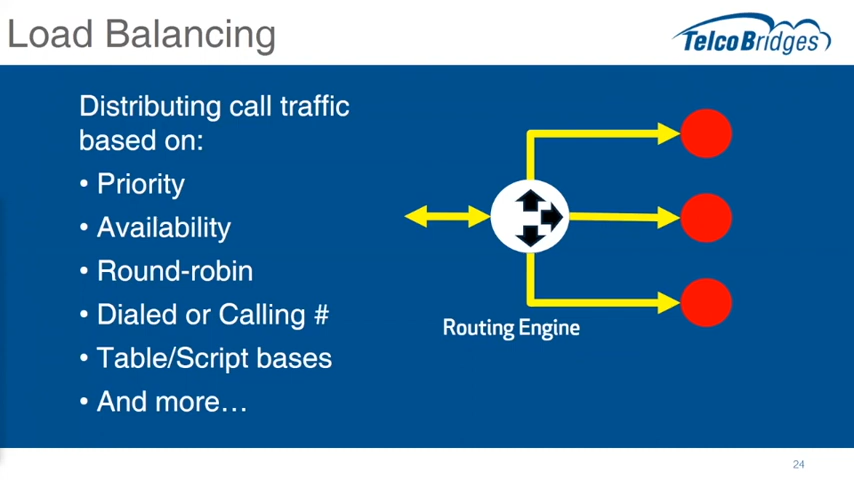 Load Balancing
TelcoBridges
Distributing call traffic
based on:
• Priority
• Availability
• Round-robin
• Dialed or Calling #
• Table/Script bases
• And more…
Routing Engine
24